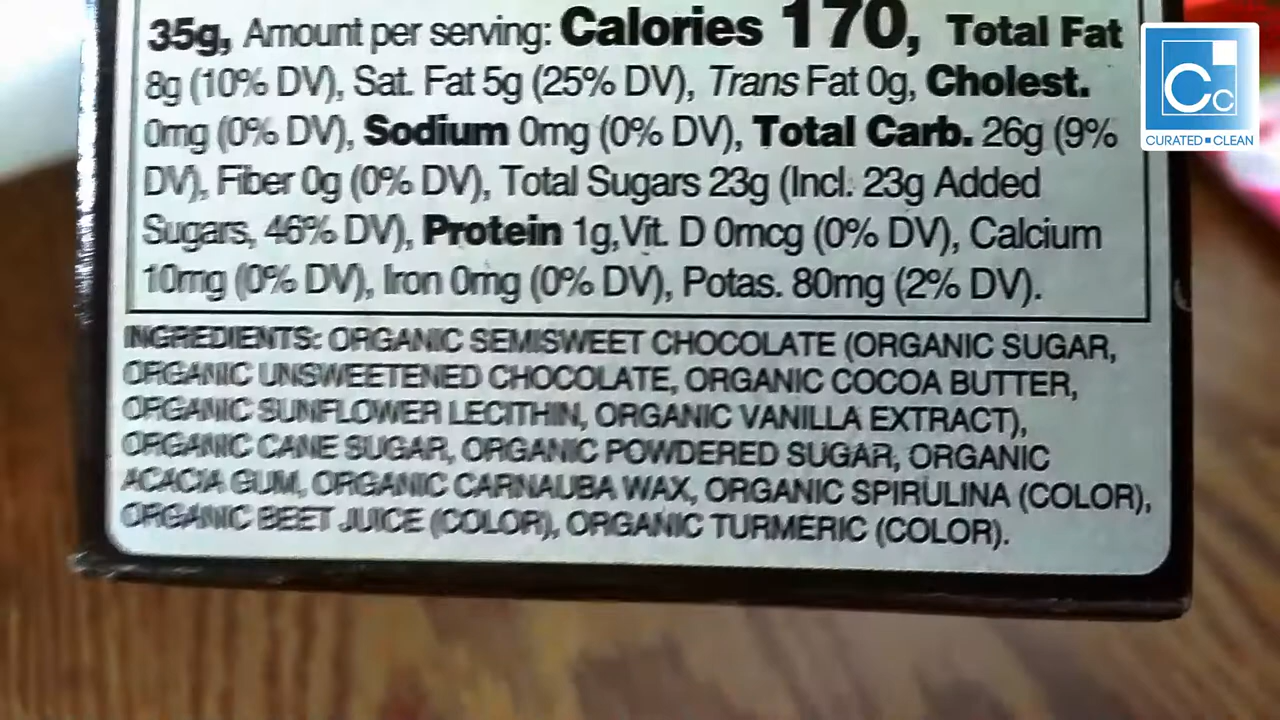 35g, Amount per serving: Calories 170, Total Fat
8g (10% DV), Sat. Fat 5g (25% DV), Trans Fat 0g, Cholest.
0mg (0% DV), Sodium 0mg (0% DV), Total Carb. 26g (9%
DV), Fiber 0g (0% DV), Total Sugars 23g (Incl. 23g Added
Sugars, 46% DV), Protein 1g, Vit. D 0mcg (0% DV), Calcium
10mg (0% DV), Iron 0mg (0% DV), Potas. 80mg (2% DV).
INGREDIENTS: ORGANIC SEMISWEET CHOCOLATE (ORGANIC SUGAR,
ORGANIC UNSWEETENED CHOCOLATE, ORGANIC COCOA BUTTER,
ORGANIC SUNFLOWER LECITHIN, ORGANIC VANILLA EXTRACT),
ORGANIC CANE SUGAR, ORGANIC POWDERED SUGAR, ORGANIC
ACACIA GUM, ORGANIC CARNAUBA WAX, ORGANIC SPIRULINA (COLOR),
ORGANIC BEET JUICE (COLOR), ORGANIC TURMERIC (COLOR).
Cc
CURATED▪CLEAN